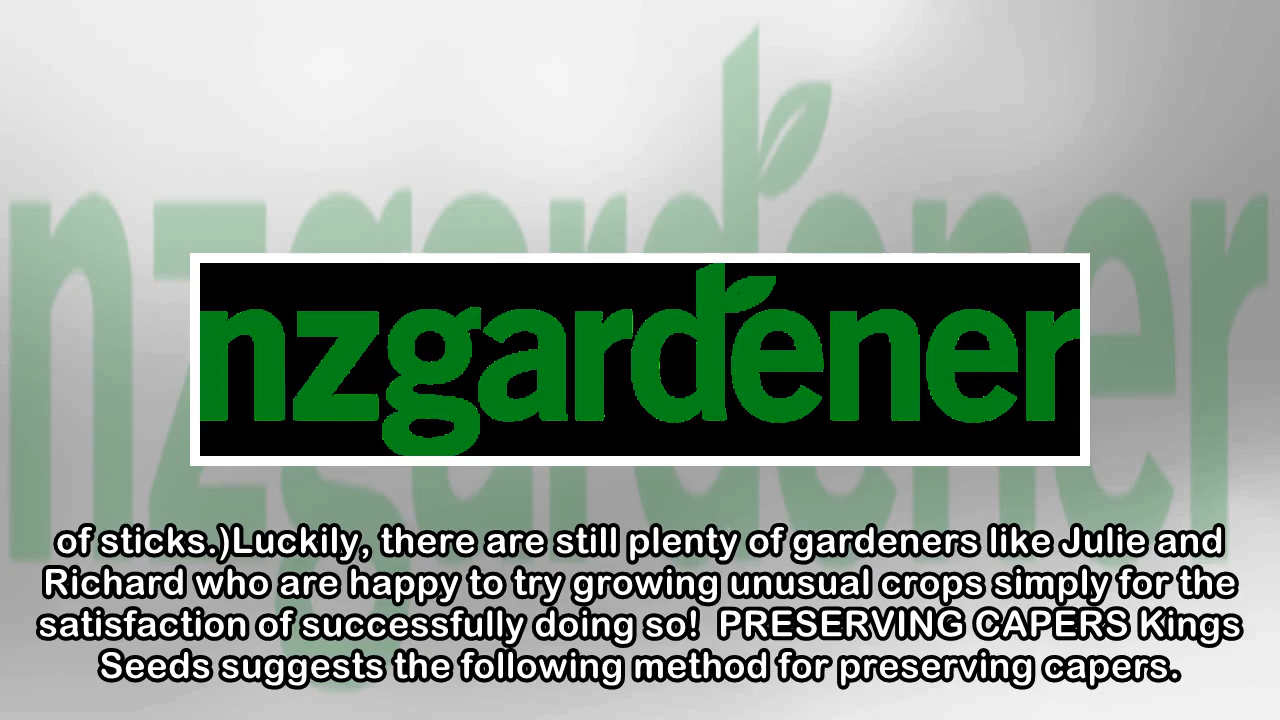 nzgardener
nzgardener
of sticks.)Luckily, there are still plenty of gardeners like Julie and
Richard who are happy to try growing unusual crops simply for the
satisfaction of successfully doing so!  PRESERVING CAPERS Kings
Seeds suggests the following method for preserving capers.